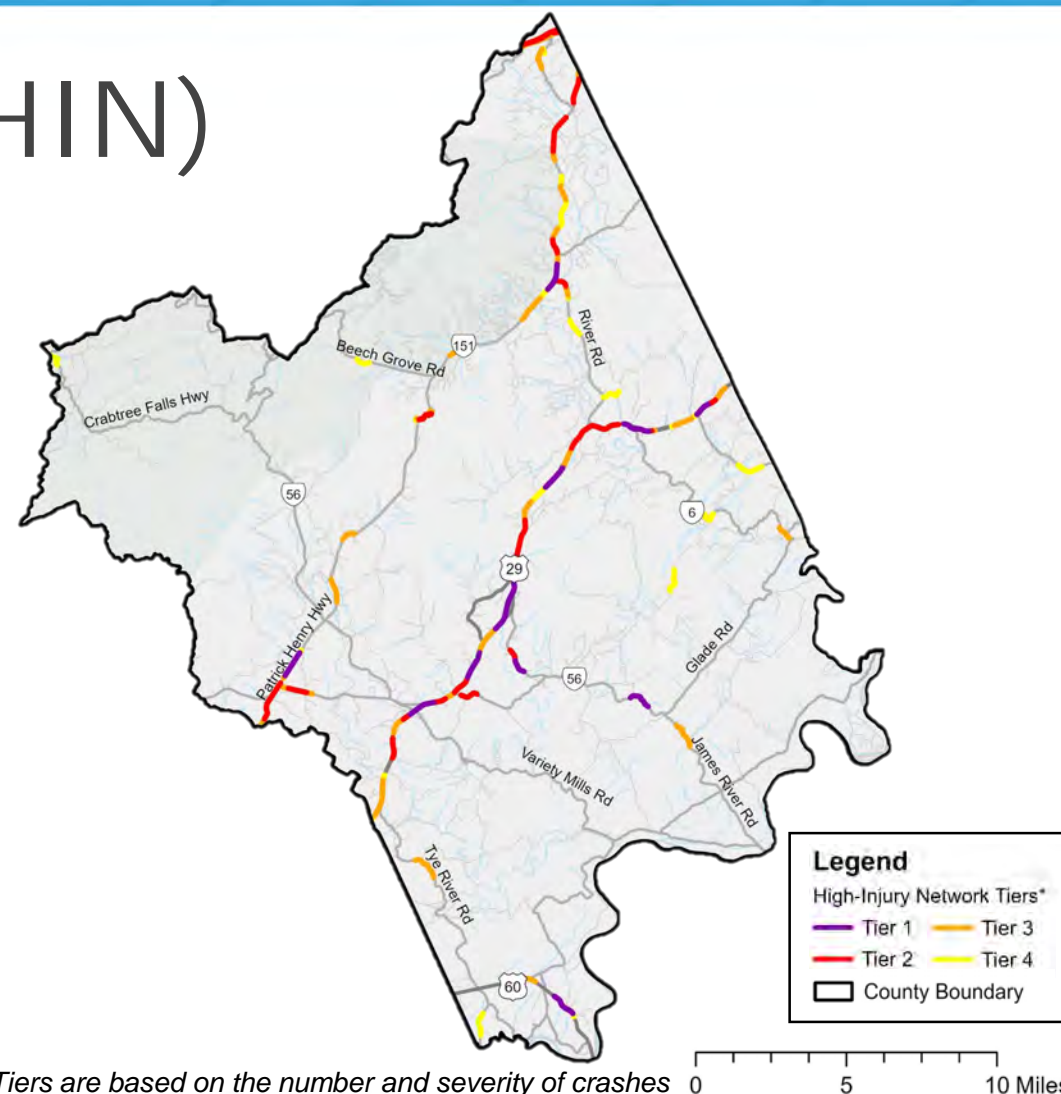 HIN)
151
River Rd
Beech Grove Rd
Crabtree Falls Hwy
56
6
29
Patrick Henry Hwy
Glade Rd
56
James River Rd
Variety Mills Rd
Tye River Rd
60
Legend
High-Injury Network Tiers*
Tier 1 Tier 3
Tier 2 Tier 4
County Boundary
Tiers are based on the number and severity of crashes
0 5 10 Miles